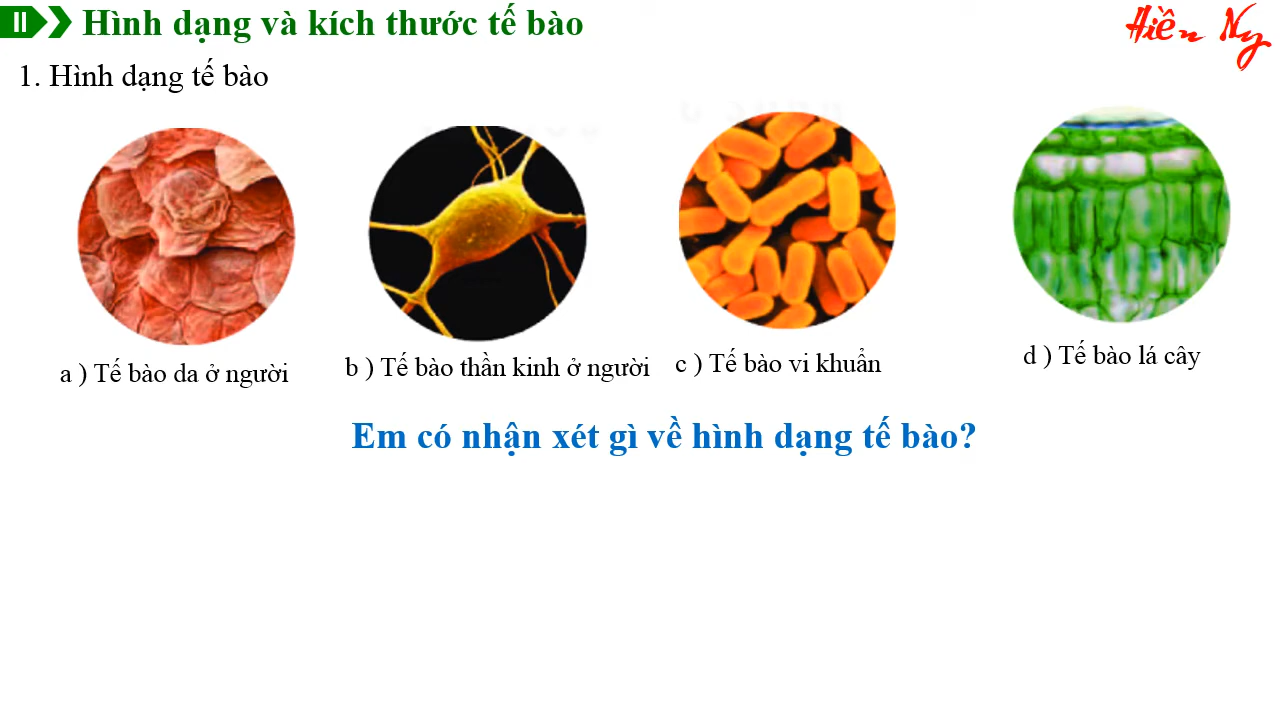 II Hình dạng và kích thước tế bào
Hiền Ny
1. Hình dạng tế bào
a ) Tế bào da ở người
b ) Tế bào thần kinh ở người
c ) Tế bào vi khuẩn
d ) Tế bào lá cây
Em có nhận xét gì về hình dạng tế bào?